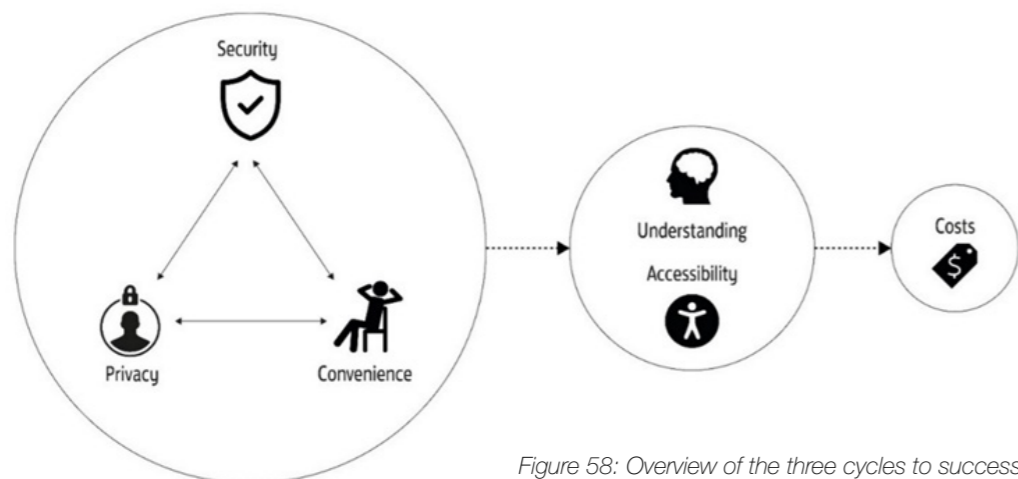 Security
Privacy
Convenience
Understanding
Accessibility
Costs
$
Figure 58: Overview of the three cycles to success